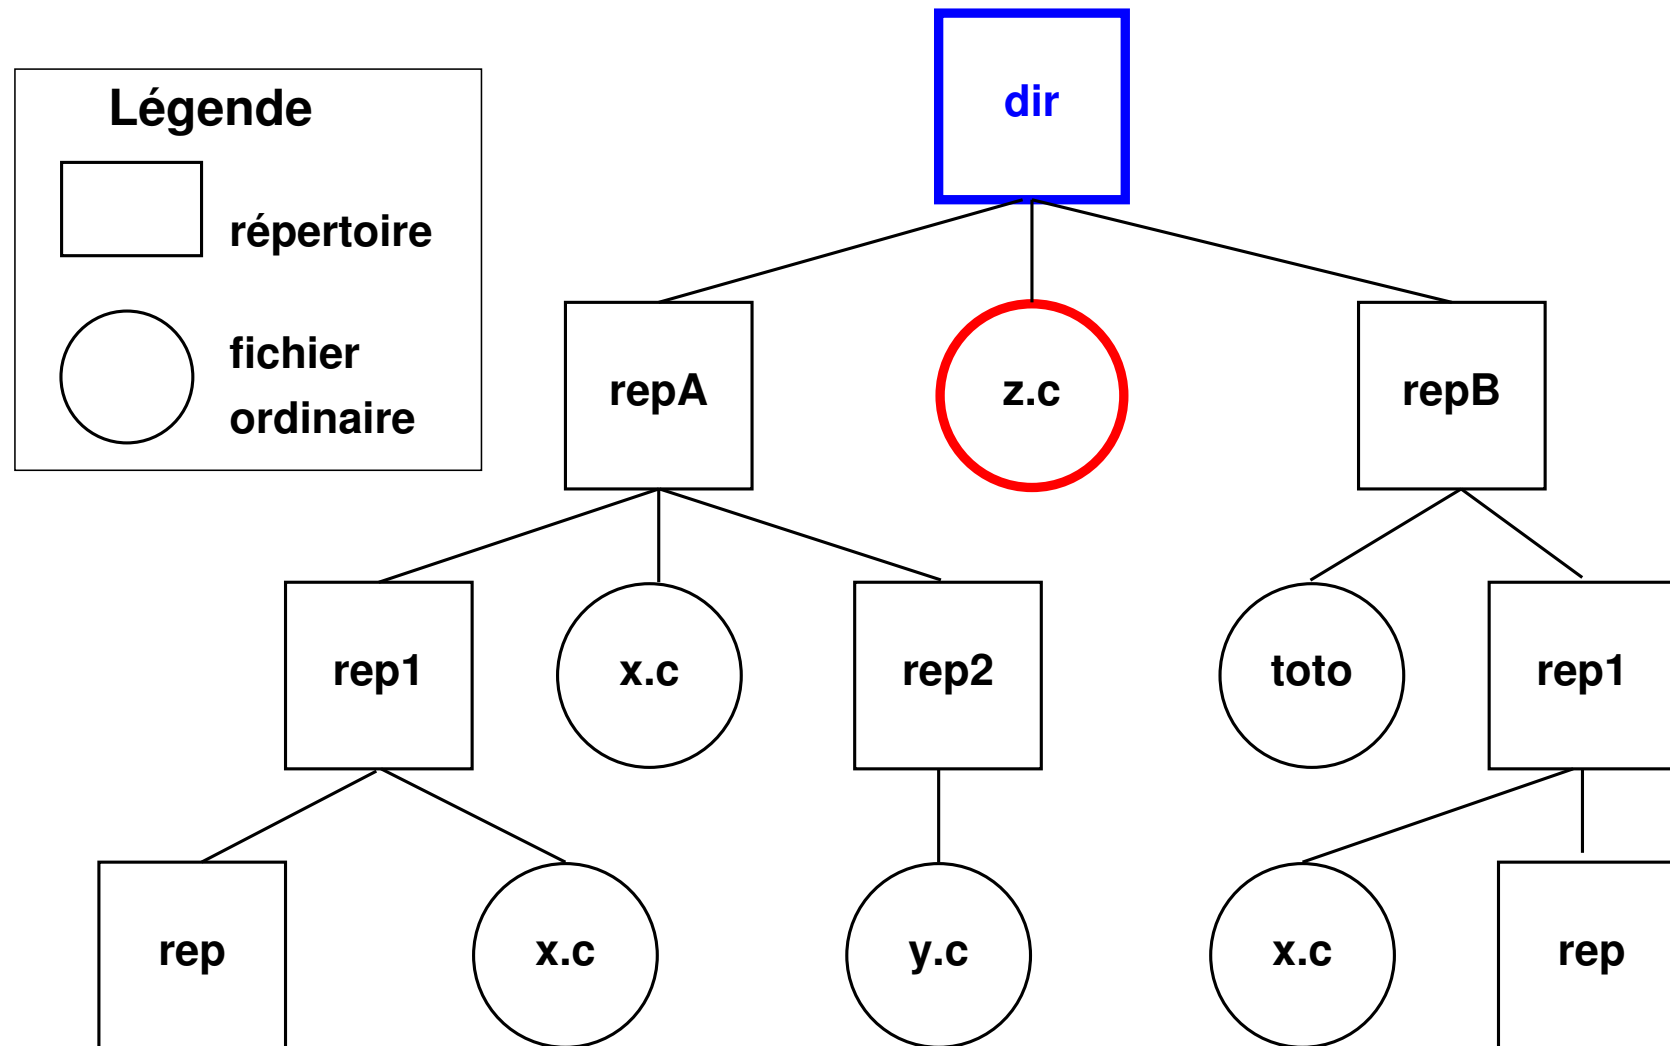 Légende
répertoire
fichier
ordinaire
dir
repA
z.c
repB
rep1
x.c
rep2
toto
rep1
rep
x.c
y.c
x.c
rep